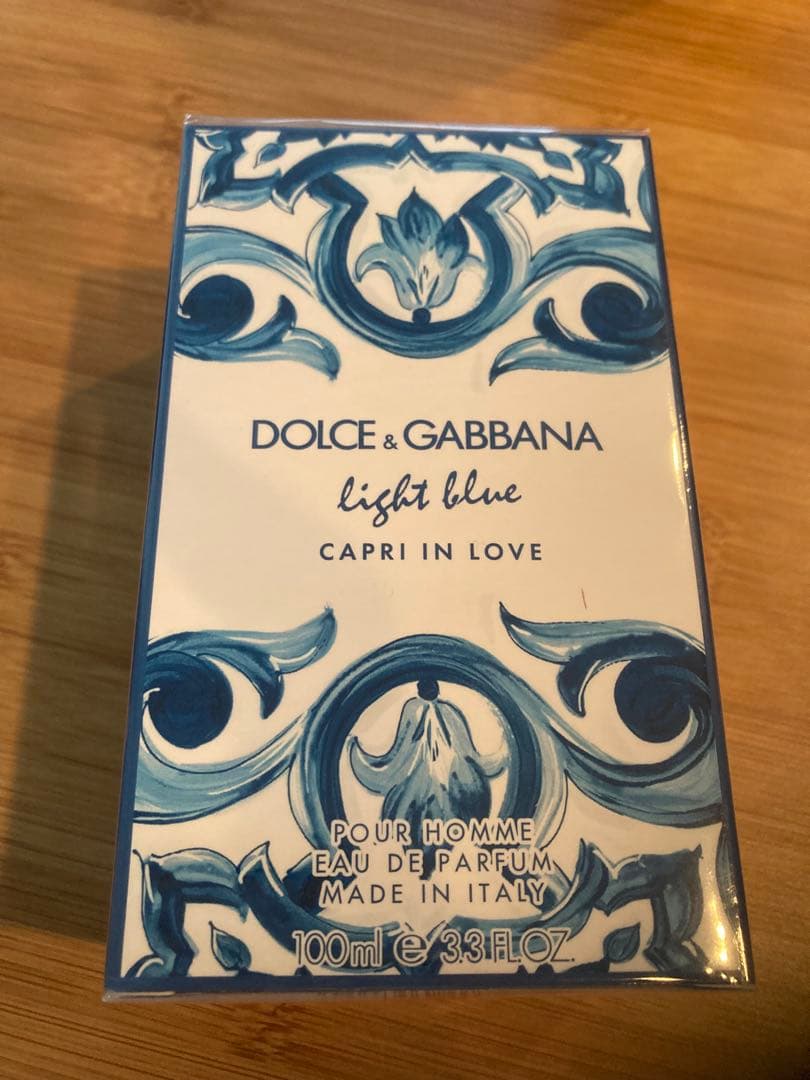 DOLCE & GABBANA
light blue
CAPRI IN LOVE
POUR HOMME
EAU DE PARFUM
MADE IN ITALY
100ml e 3.3 FL.OZ.